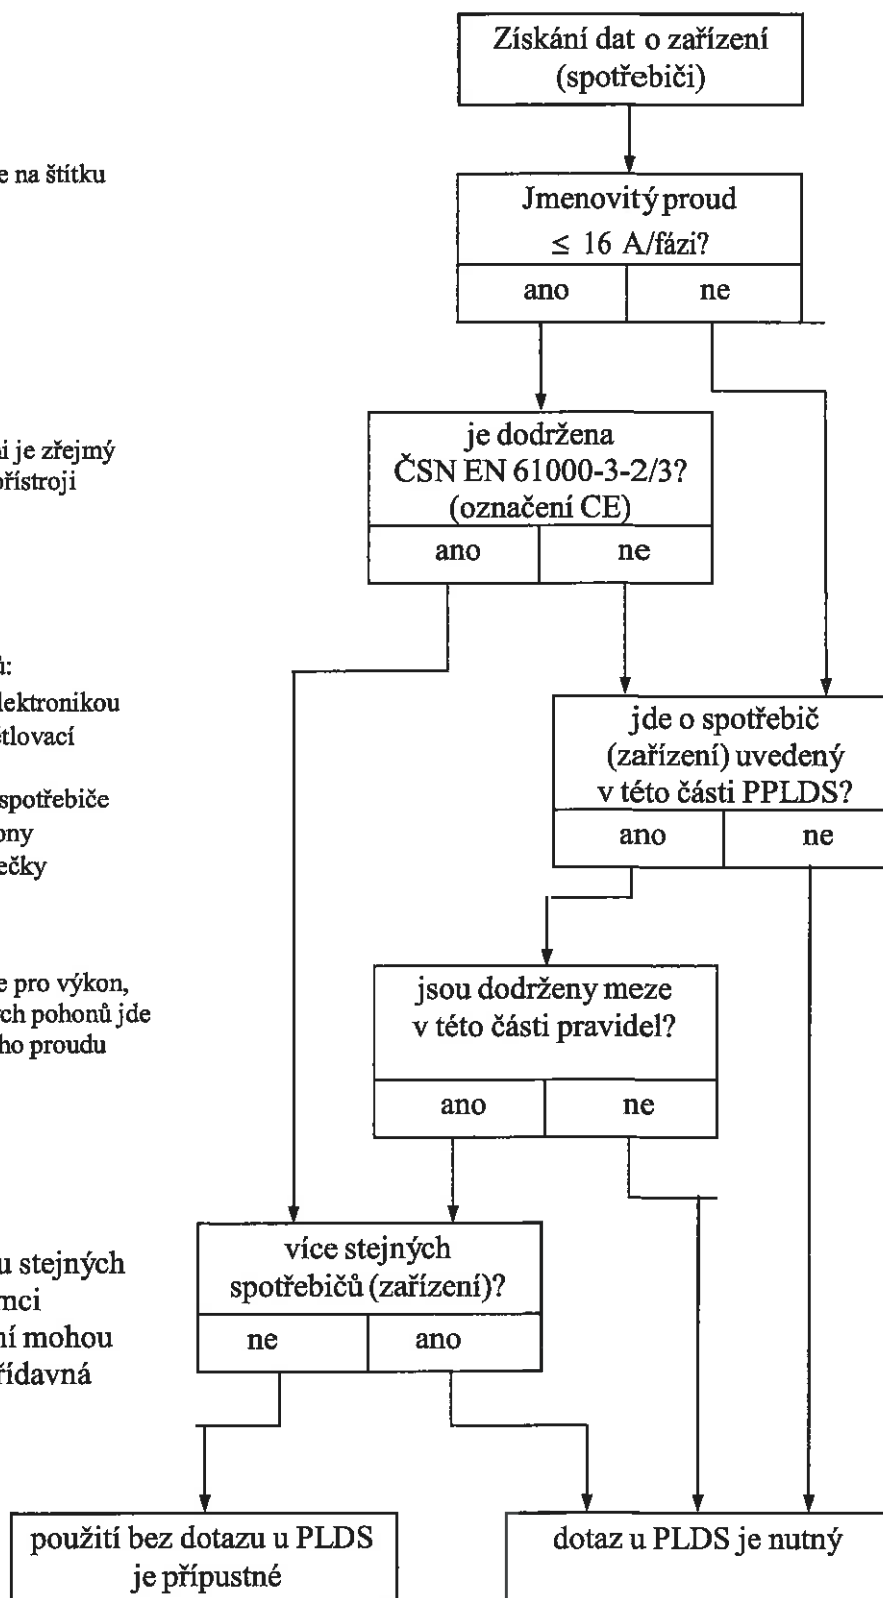 Získání dat o zařízení
(spotřebiči)
e na štítku
Jmenovitý proud
≤ 16 A/fázi?
ano ne
je dodržena
ČSN EN 61000-3-2/3?
(označení CE)
ano ne
i je zřejmý
přístroji
ů:
lektronikou
ětlovací
spotřebiče
ony
ečky
jde o spotřebič
(zařízení) uvedený
v této části PPLDS?
ano ne
e pro výkon,
ch pohonů jde
ho proudu
jsou dodrženy meze
v této části pravidel?
ano ne
u stejných
mci
ní mohou
řídavná
více stejných
spotřebičů (zařízení)?
ne ano
použití bez dotazu u PLDS
je přípustné
dotaz u PLDS je nutný